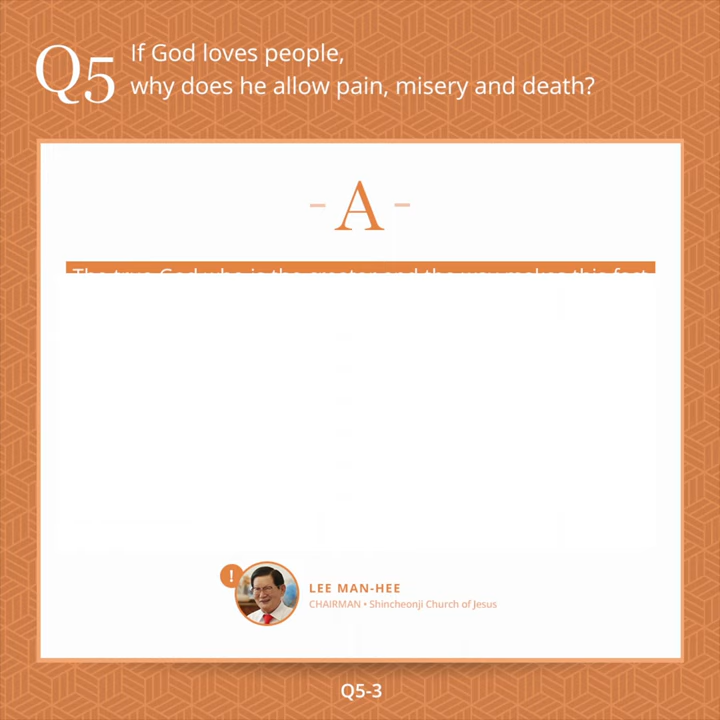 Q5
If God loves people,
why does he allow pain, misery and death?
- A -
!
LEE MAN-HEE
CHAIRMAN • Shincheonji Church of Jesus
Q5-3